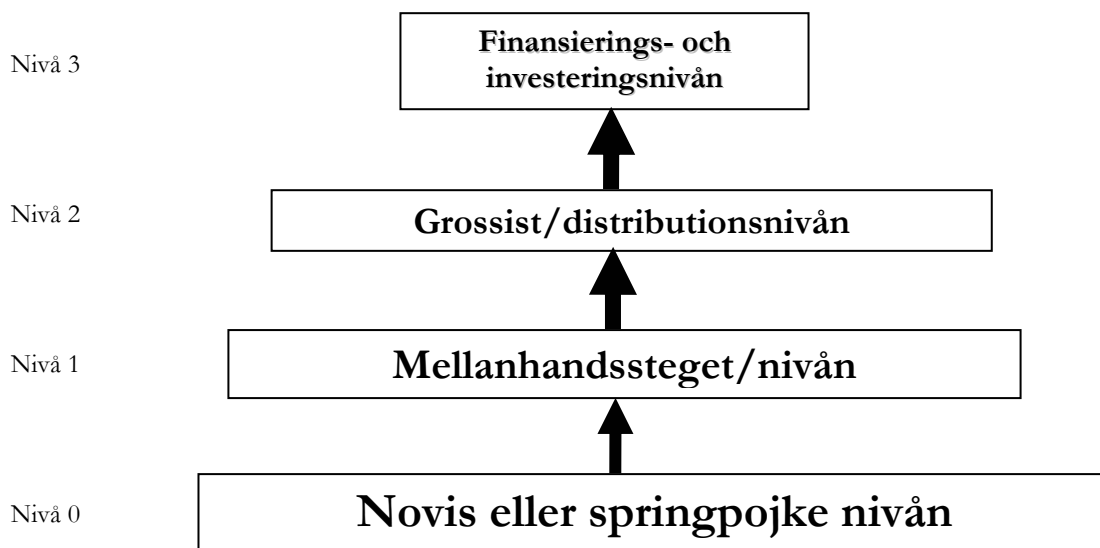 Nivå 3
Finansierings- och
investeringsnivån
Nivå 2
Grossist/distributionsnivån
Nivå 1
Mellanhandssteget/nivån
Nivå 0
Novis eller springpojke nivån